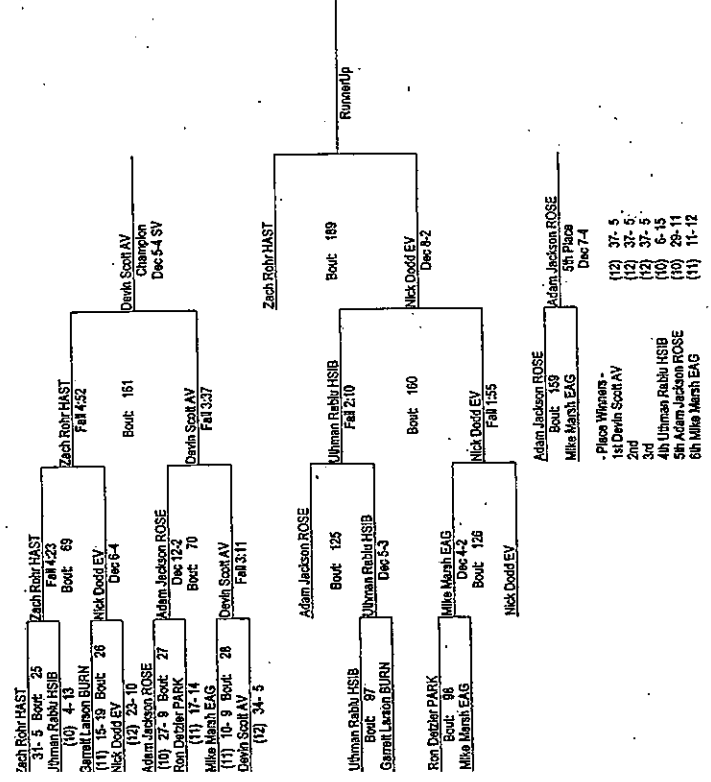 Zach Rohr HAST
31- 5 Bout: 25
Uthman Rablu HSIB
(10) 4- 13
Garrett Larson BURN
(11) 15- 19 Bout: 26
Nick Dodd EV
(12) 23- 10
Adam Jackson ROSE
(10) 27- 9 Bout: 27
Ron Detzler PARK
(11) 17- 14
Mike Marsh EAG
(11) 10- 9 Bout: 28
Devin Scott AV
(12) 34- 5
Zach Rohr HAST
Fall 4:23
Bout: 69
Nick Dodd EV
Dec 6-4
Adam Jackson ROSE
Dec 12-2
Bout: 70
Devin Scott AV
Fall 3:11
Zach Rohr HAST
Fall 4:52
Bout: 161
Devin Scott AV
Fall 3:37
Devin Scott AV
Champion
Dec 5-4 SV
Uthman Rablu HSIB
Bout: 97
Garrett Larson BURN
Ron Detzler PARK
Bout: 98
Mike Marsh EAG
Adam Jackson ROSE
Bout: 125
Uthman Rablu HSIB
Dec 5-3
Mike Marsh EAG
Dec 4-2
Bout: 126
Nick Dodd EV
Uthman Rablu HSIB
Fall 2:10
Bout: 160
Nick Dodd EV
Fall 1:55
Zach Rohr HAST
Bout: 189
Nick Dodd EV
Dec 8-2
RunnerUp
Adam Jackson ROSE
Bout: 159
Mike Marsh EAG
Adam Jackson ROSE
5th Place
Dec 7-4
- Place Winners -
1st Devin Scott AV (12) 37- 5
2nd (12) 37- 5
3rd (12) 37- 5
4th Uthman Rablu HSIB (10) 6-15
5th Adam Jackson ROSE (10) 29- 11
6th Mike Marsh EAG (11) 11- 12